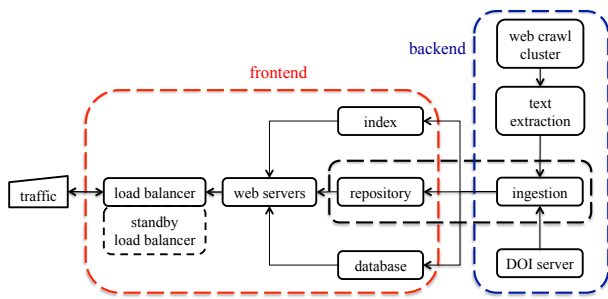 web crawl
cluster
backend
frontend
text
extraction
index
traffic
load balancer
web servers
repository
ingestion
standby
load balancer
database
DOI server